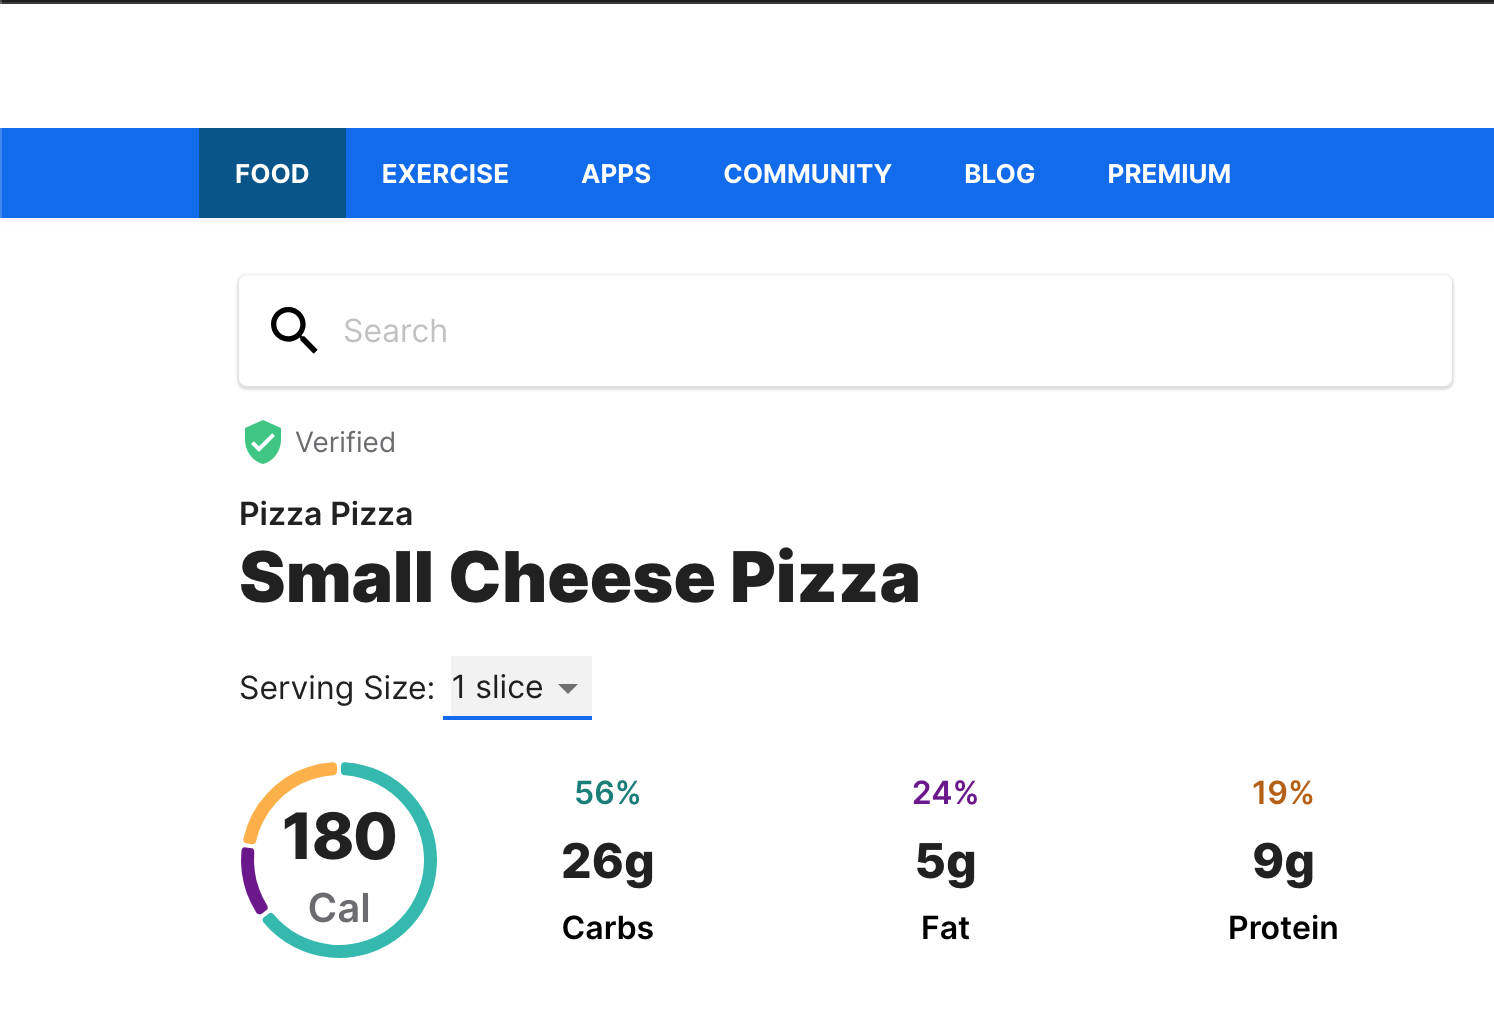 FOOD EXERCISE APPS COMMUNITY BLOG PREMIUM
Search
Verified
Pizza Pizza
Small Cheese Pizza
Serving Size: 1 slice
180
Cal
56%
26g
Carbs
24%
5g
Fat
19%
9g
Protein